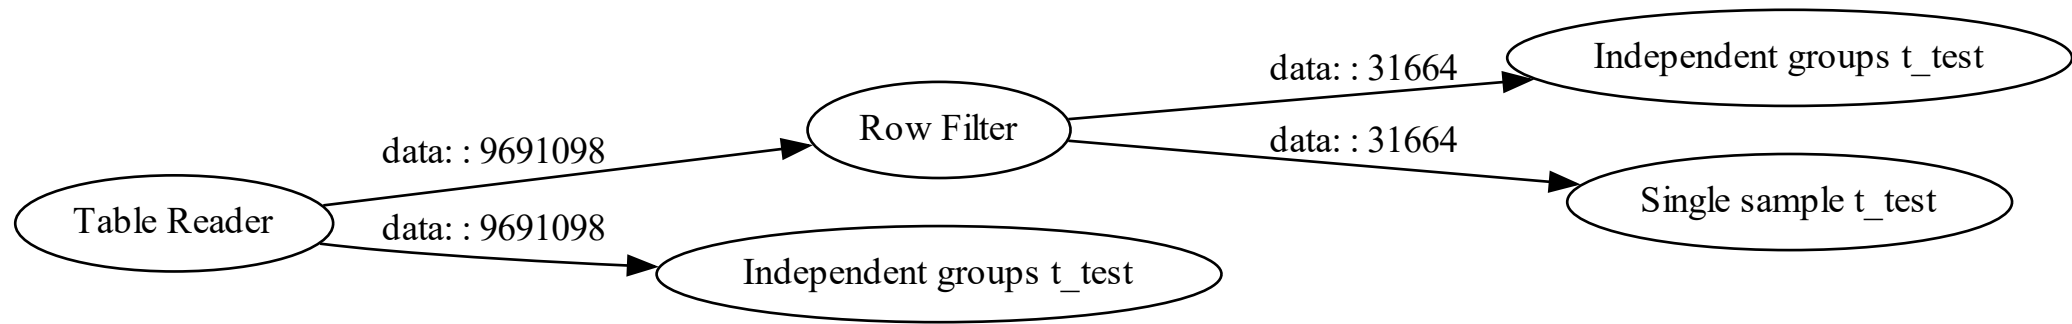 Table Reader
data: : 9691098
data: : 9691098
Row Filter
Independent groups t_test
data: : 31664
data: : 31664
Independent groups t_test
Single sample t_test